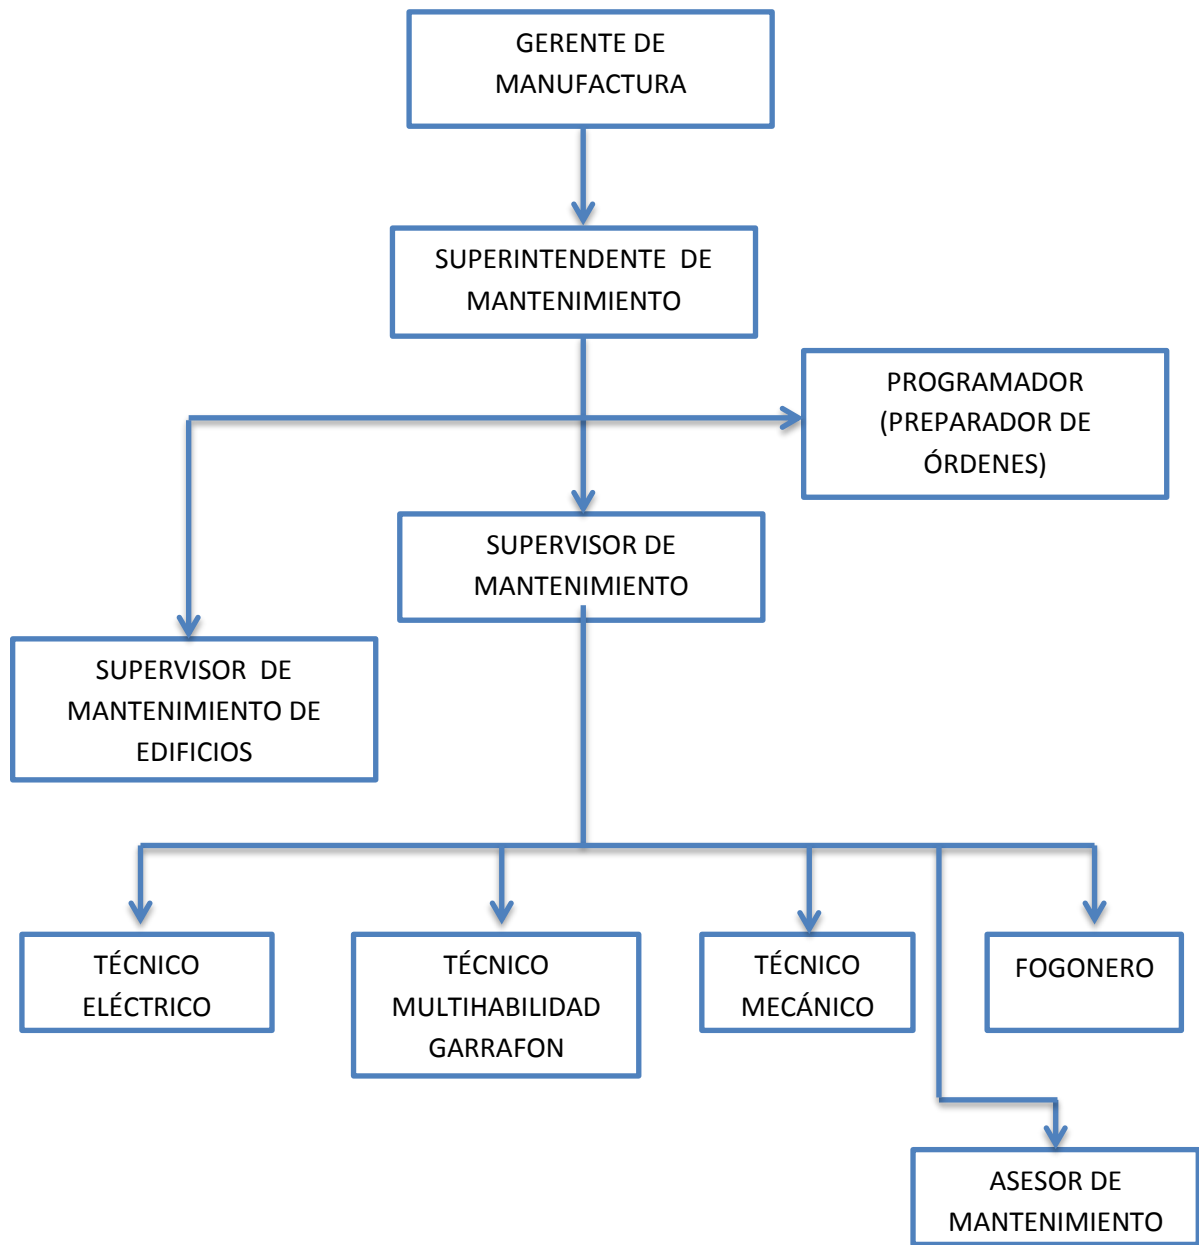 GERENTE DE
MANUFACTURA
SUPERINTENDENTE  DE
MANTENIMIENTO
PROGRAMADOR
(PREPARADOR DE
ÓRDENES)
SUPERVISOR DE
MANTENIMIENTO
SUPERVISOR  DE
MANTENIMIENTO DE
EDIFICIOS
TÉCNICO
ELÉCTRICO
TÉCNICO
MULTIHABILIDAD
GARRAFON
TÉCNICO
MECÁNICO
FOGONERO
ASESOR DE
MANTENIMIENTO